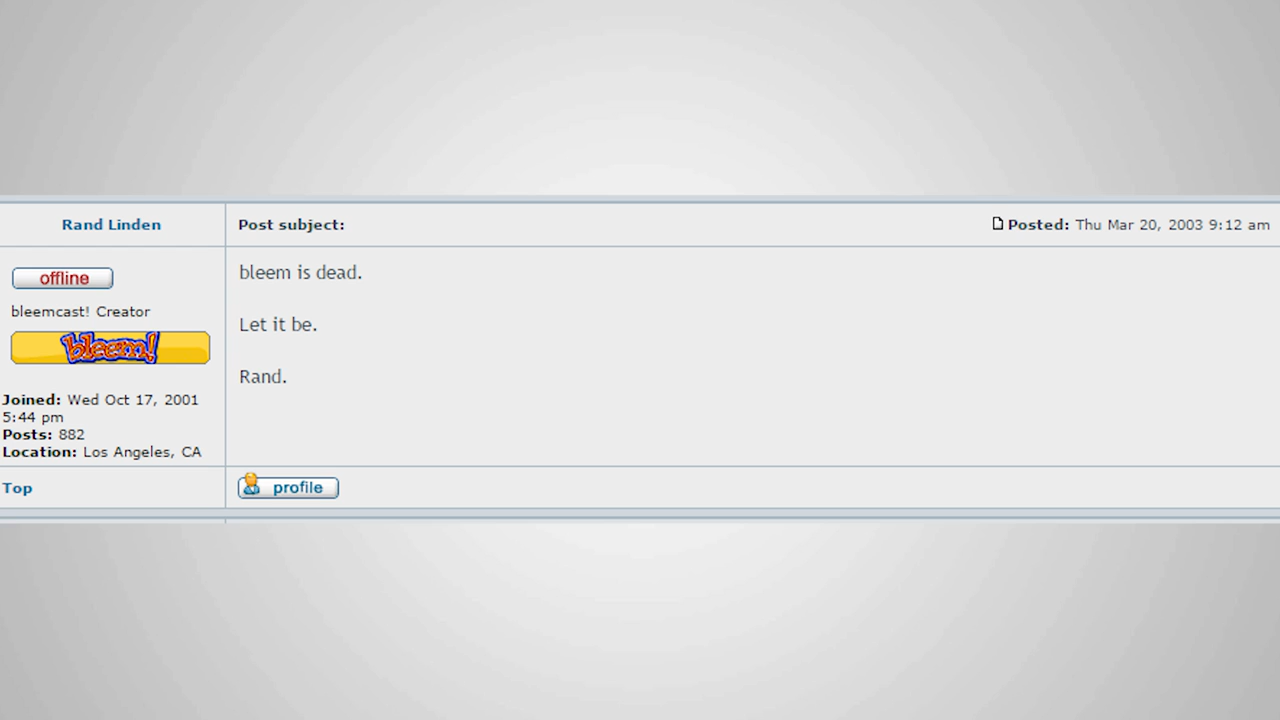 Rand Linden
Post subject:
Posted: Thu Mar 20, 2003 9:12 am
offline
bleemcast! Creator
bleem!
Joined: Wed Oct 17, 2001
5:44 pm
Posts: 882
Location: Los Angeles, CA
bleem is dead.
Let it be.
Rand.
Top
profile